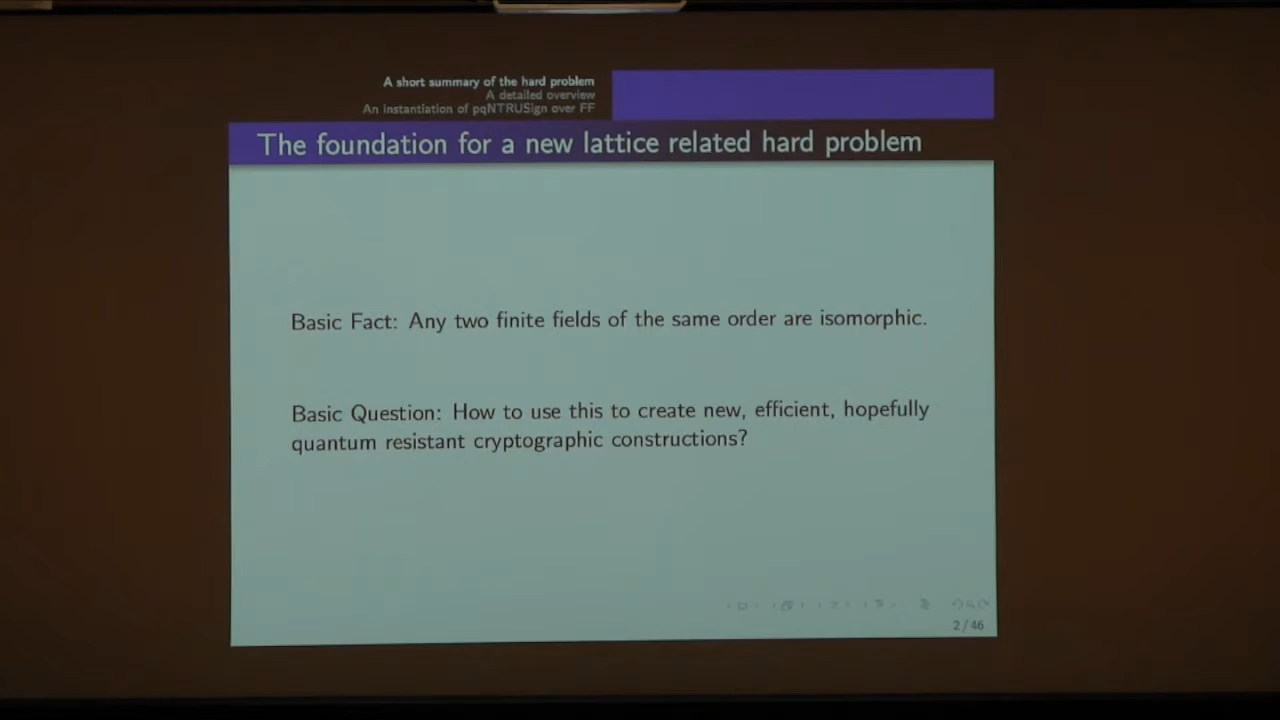 A short summary of the hard problem
A detailed overview
An instantiation of pqNTRUSign over FF
The foundation for a new lattice related hard problem
Basic Fact: Any two finite fields of the same order are isomorphic.
Basic Question: How to use this to create new, efficient, hopefully
quantum resistant cryptographic constructions?
2 / 46